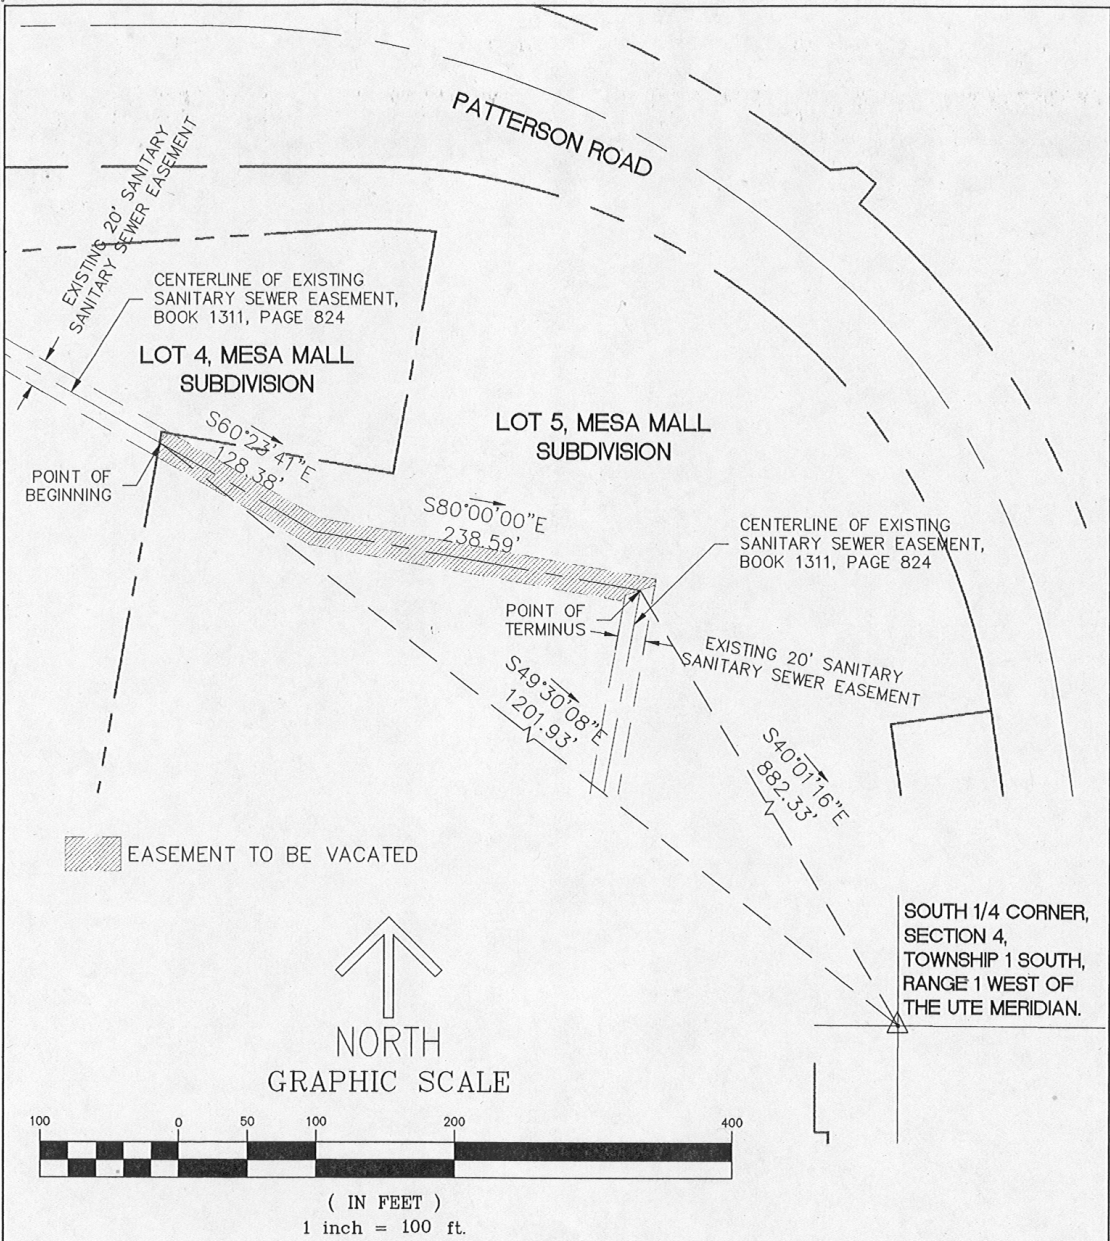 PATTERSON ROAD
EXISTING 20' SANITARY
SANITARY SEWER EASEMENT
CENTERLINE OF EXISTING
SANITARY SEWER EASEMENT,
BOOK 1311, PAGE 824
LOT 4, MESA MALL
SUBDIVISION
S60°23'41"E
128.38'
POINT OF
BEGINNING
LOT 5, MESA MALL
SUBDIVISION
S80°00'00"E
238.59'
CENTERLINE OF EXISTING
SANITARY SEWER EASEMENT,
BOOK 1311, PAGE 824
POINT OF
TERMINUS
EXISTING 20' SANITARY
SANITARY SEWER EASEMENT
S49°30'08"E
1201.93'
S40°01'16"E
882.33'
EASEMENT TO BE VACATED
SOUTH 1/4 CORNER,
SECTION 4,
TOWNSHIP 1 SOUTH,
RANGE 1 WEST OF
THE UTE MERIDIAN.
NORTH
GRAPHIC SCALE
100 0 50 100 200 400
( IN FEET )
1 inch = 100 ft.